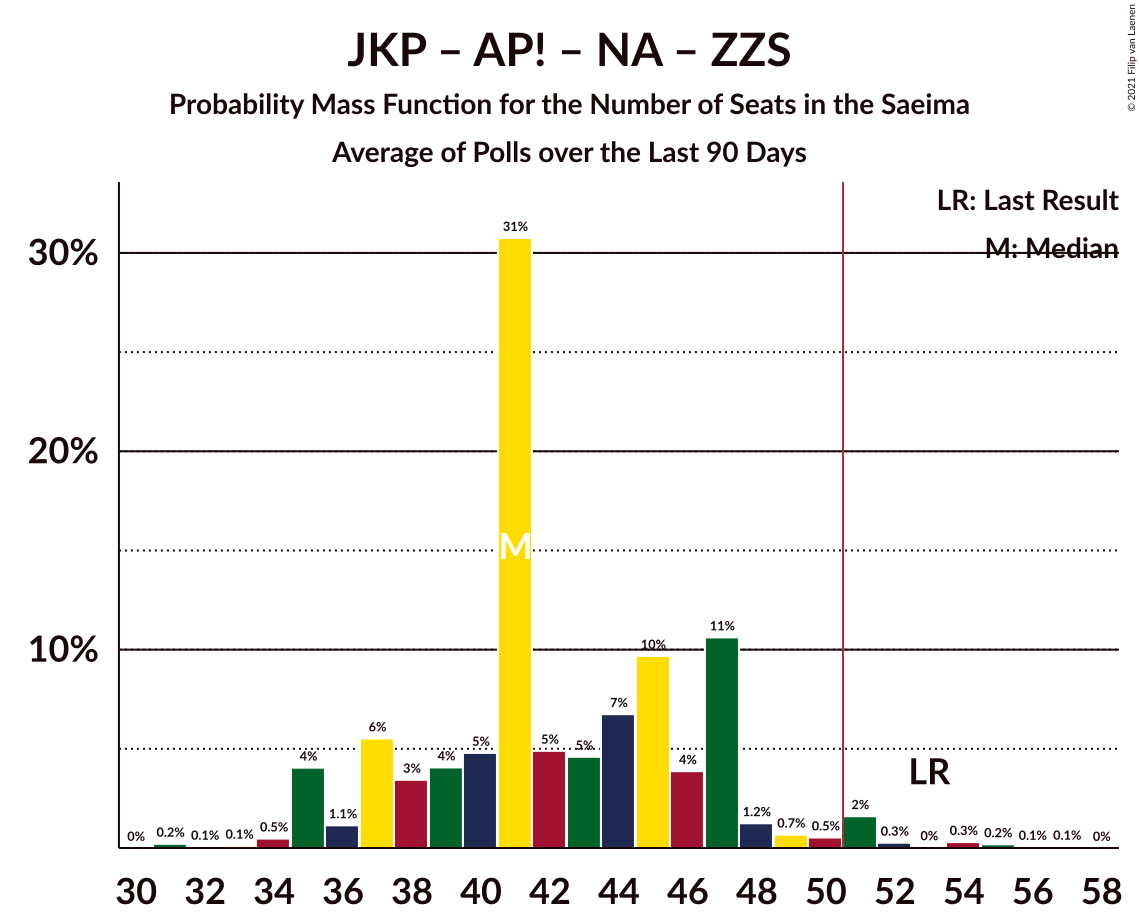 © 2021 Filip van Laenen
JKP – AP! – NA – ZZS
Probability Mass Function for the Number of Seats in the Saeima
Average of Polls over the Last 90 Days
LR: Last Result
M: Median
30%
20%
10%
0% 0.2% 0.1% 0.1% 0.5% 4% 1.1% 6% 3% 4% 5% 31% 5% 5% 7% 10% 4% 11% 1.2% 0.7% 0.5% 2% 0.3% 0% 0.3% 0.2% 0.1% 0.1% 0%
M
LR
30 32 34 36 38 40 42 44 46 48 50 52 54 56 58